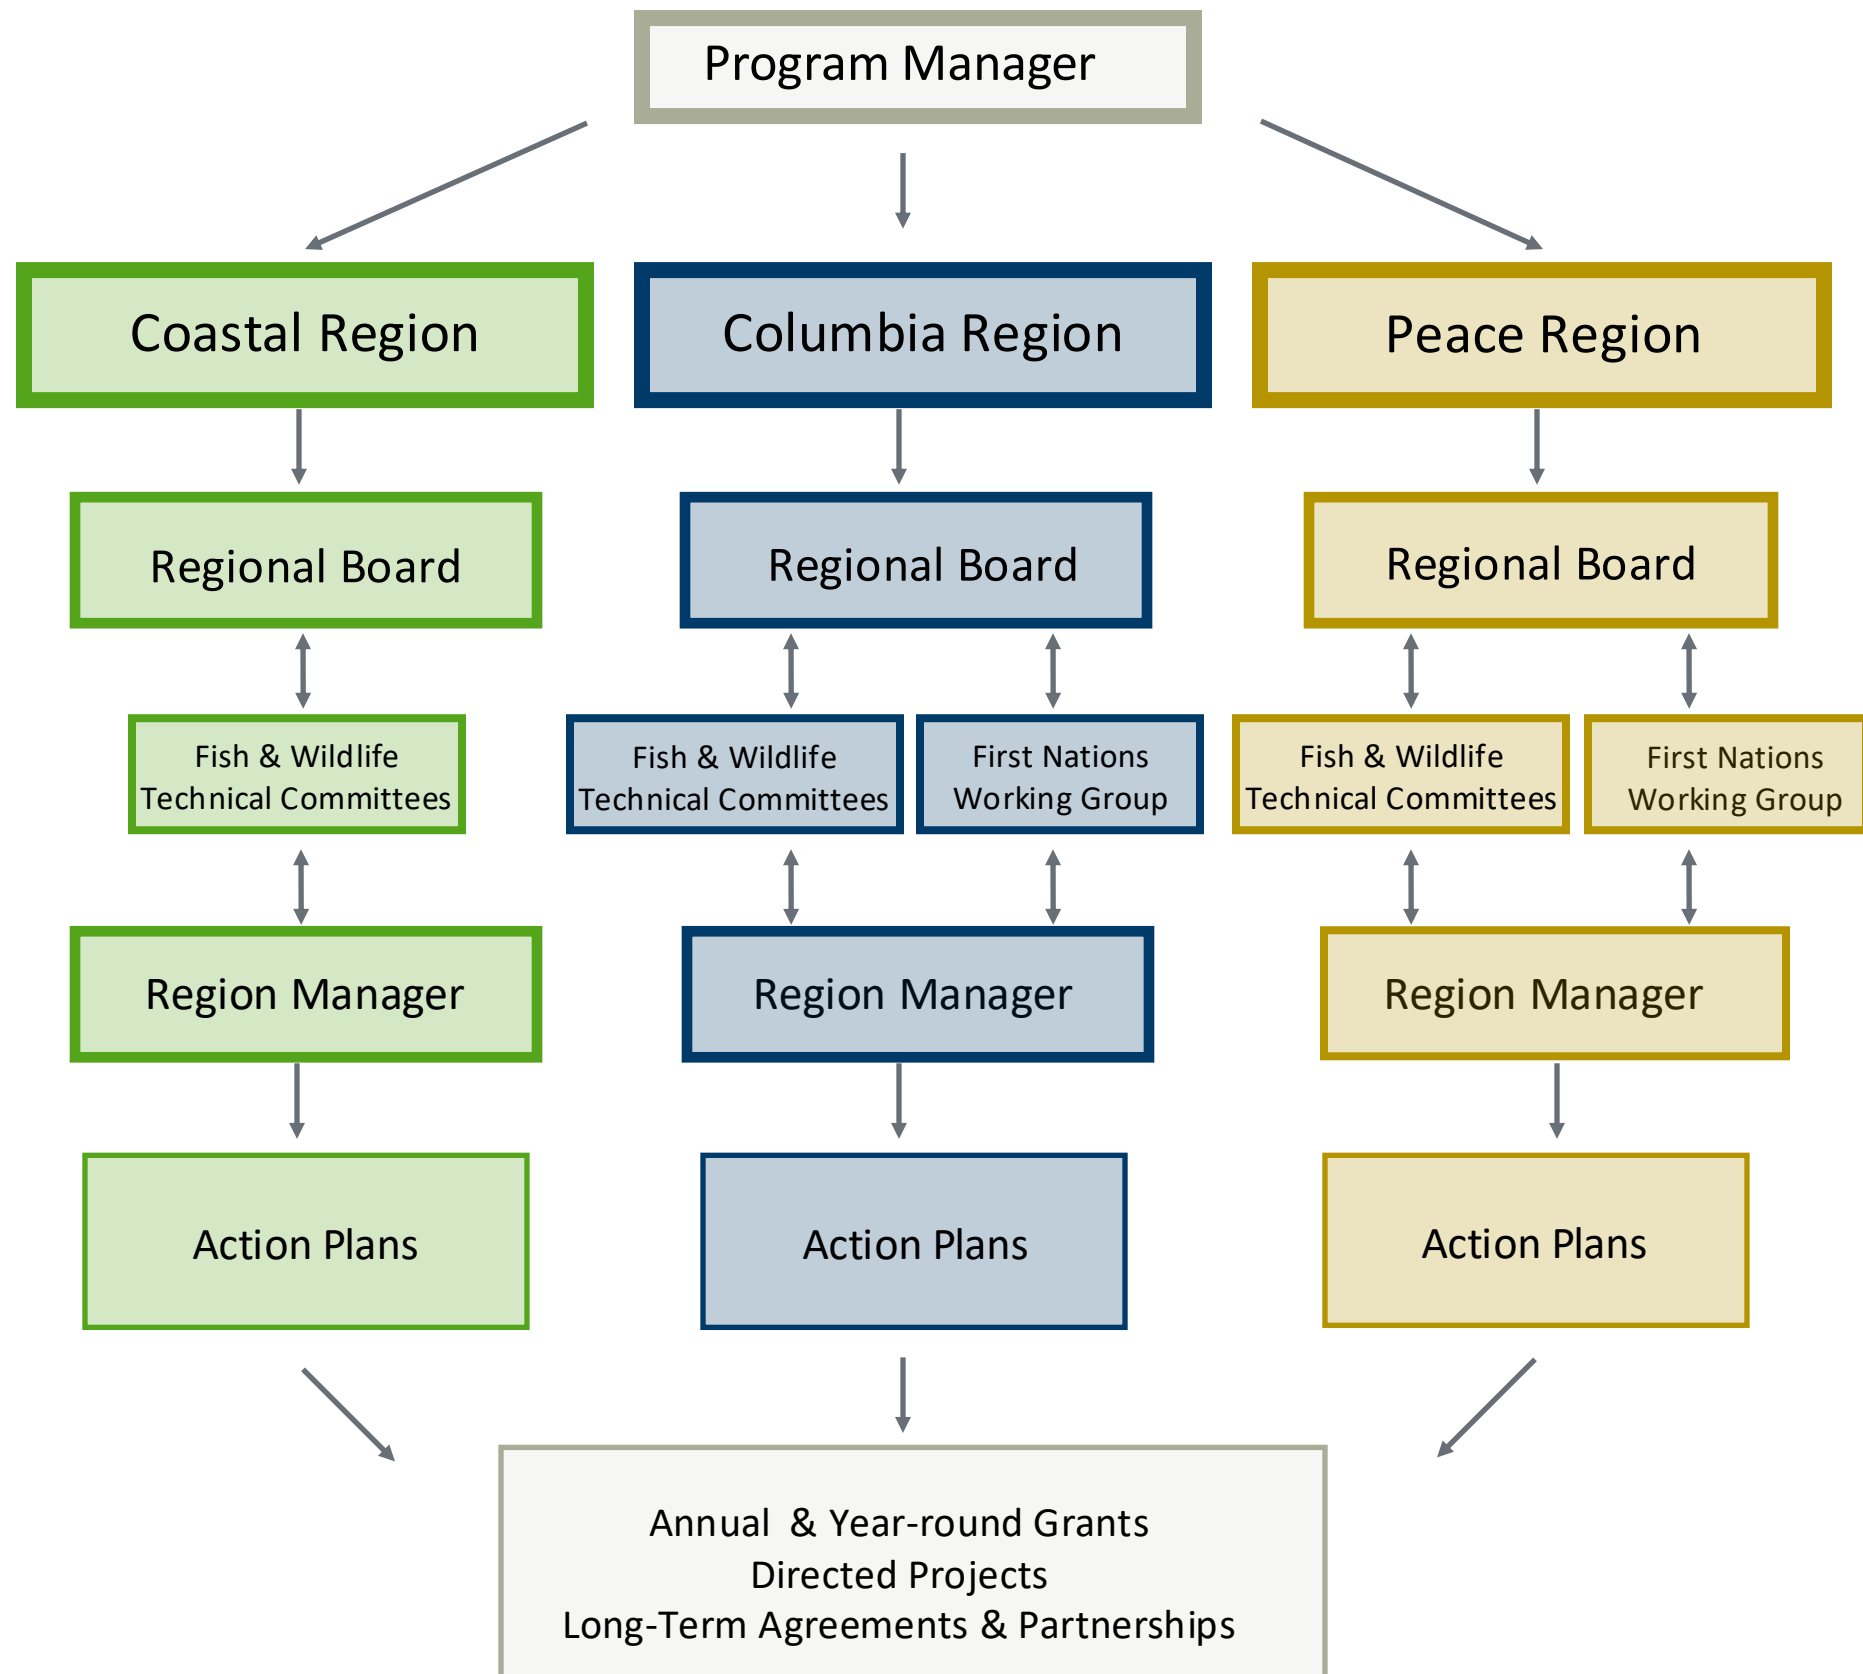 Program Manager
Coastal Region
Columbia Region
Peace Region
Regional Board
Regional Board
Regional Board
Fish & Wildlife
Technical Committees
Fish & Wildlife
Technical Committees
First Nations
Working Group
Fish & Wildlife
Technical Committees
First Nations
Working Group
Region Manager
Region Manager
Region Manager
Action Plans
Action Plans
Action Plans
Annual & Year-round Grants
Directed Projects
Long-Term Agreements & Partnerships